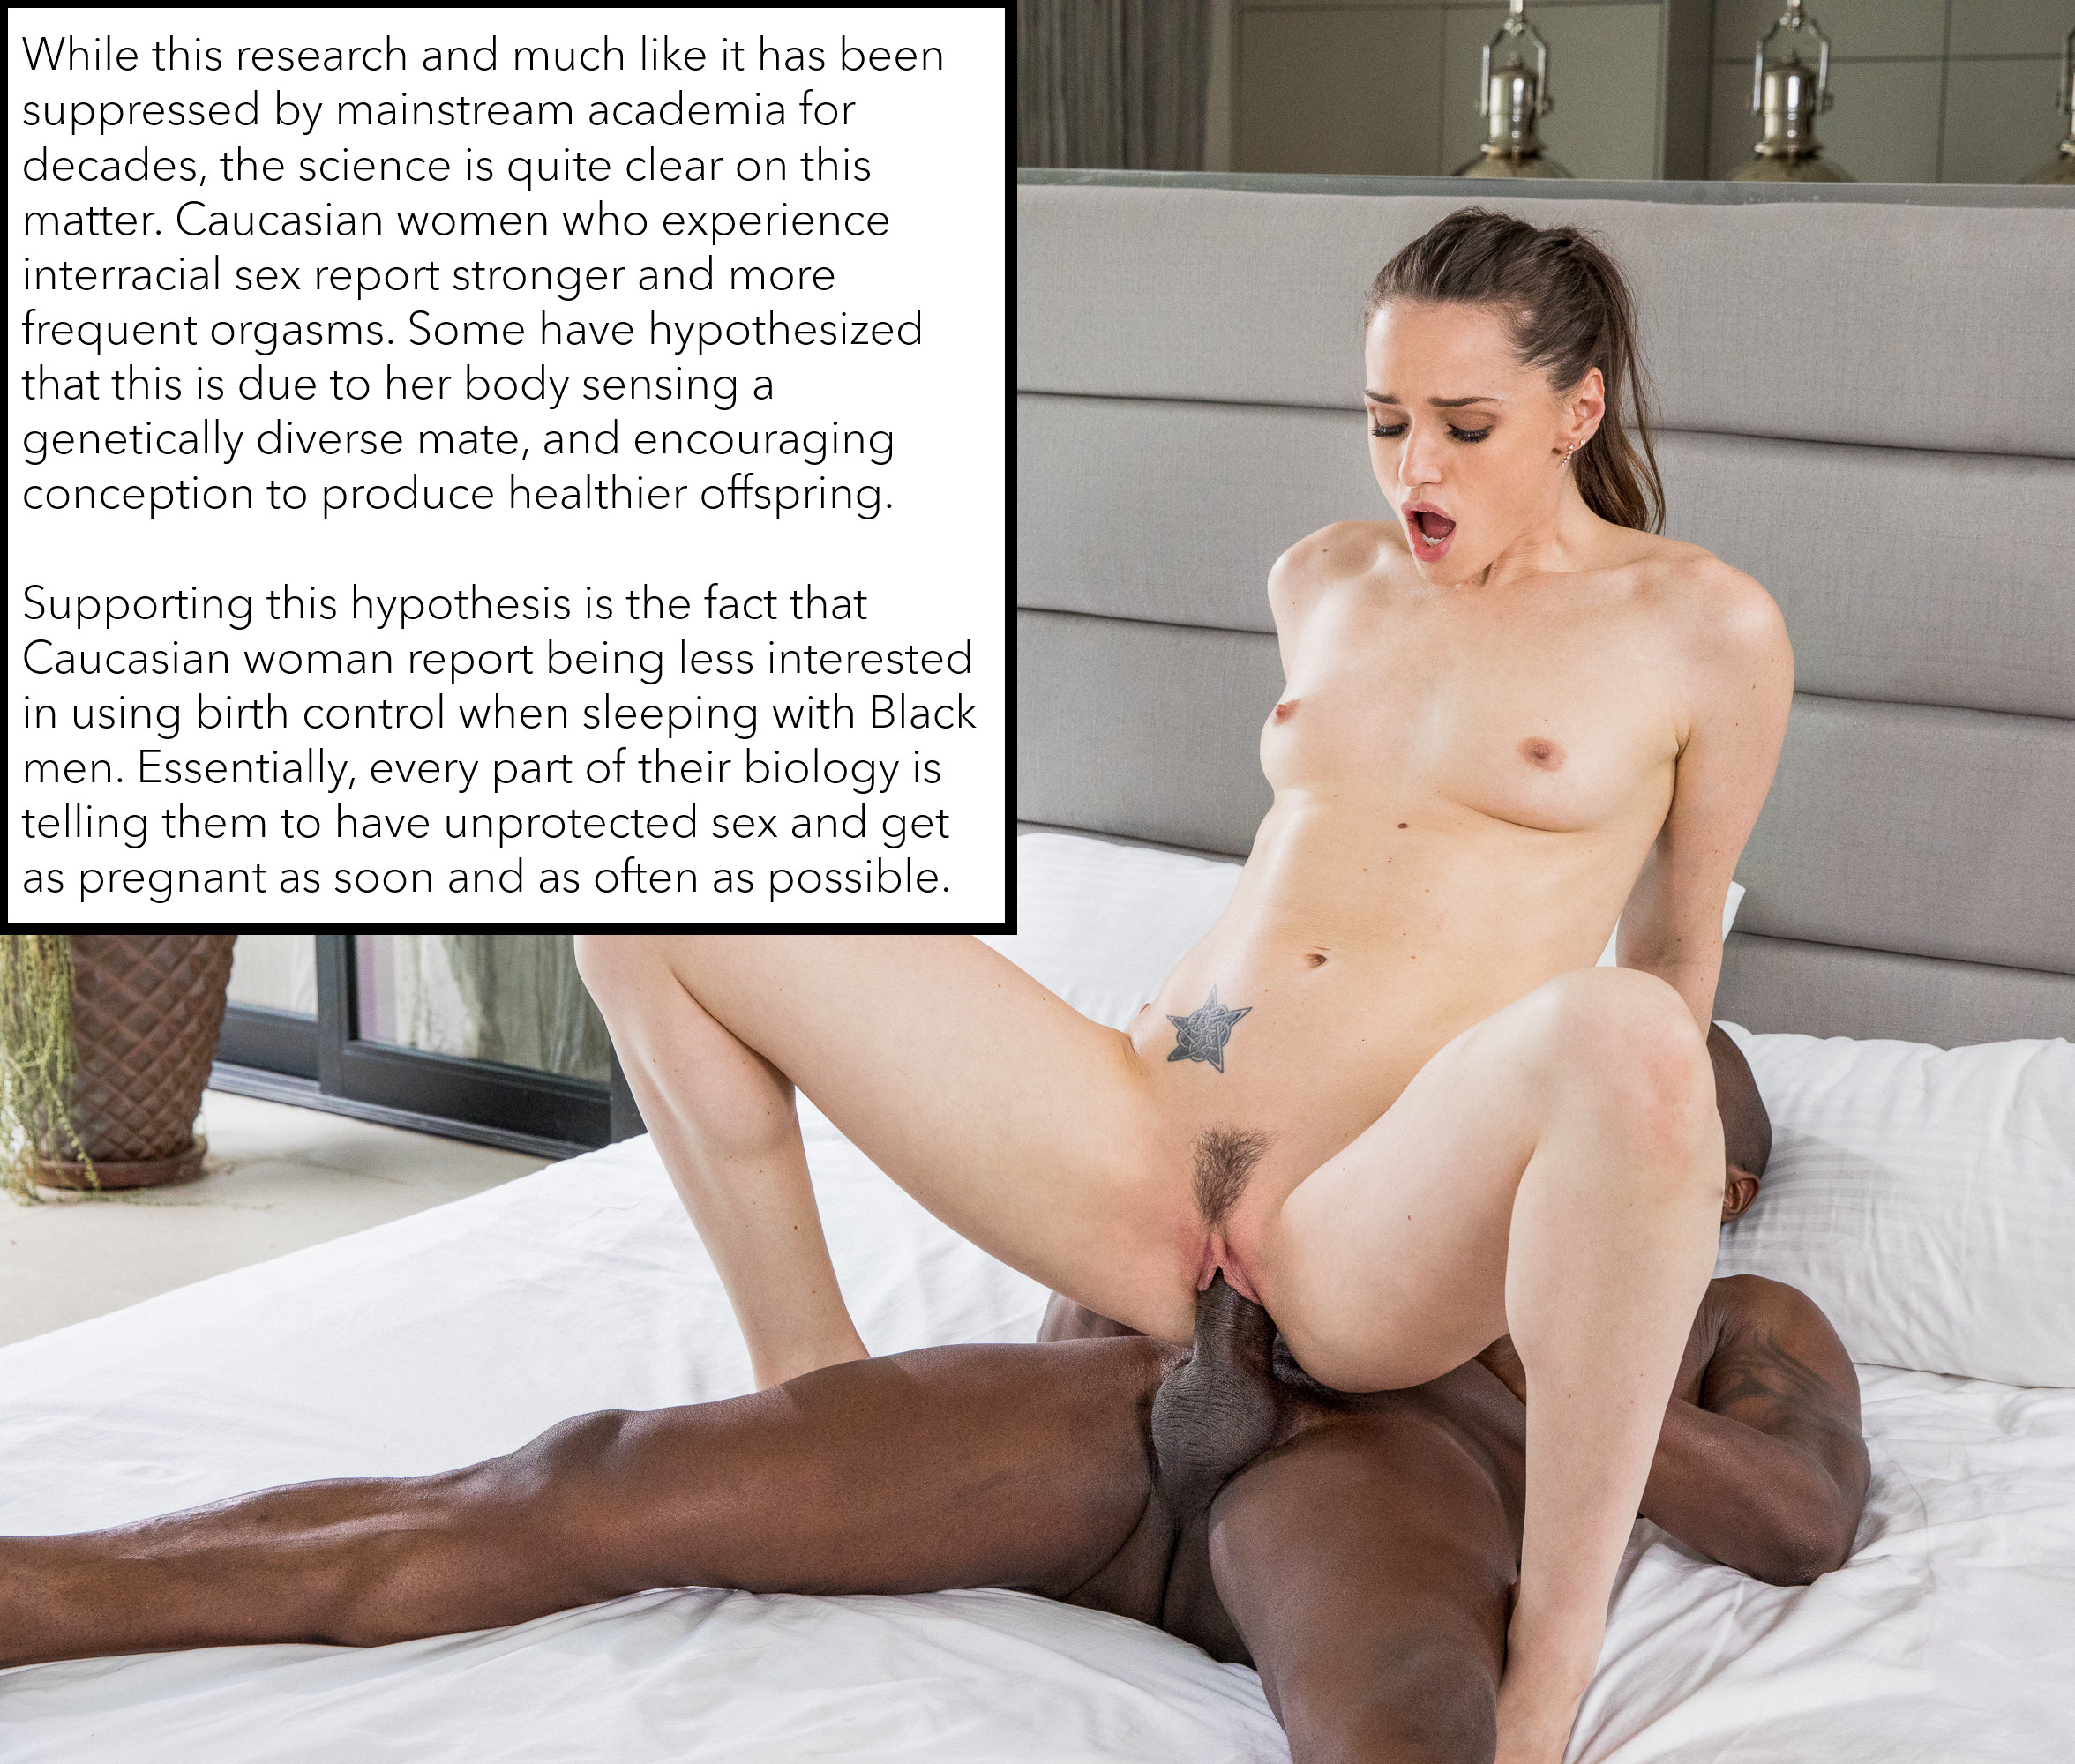 While this research and much like it has been
suppressed by mainstream academia for
decades, the science is quite clear on this
matter. Caucasian women who experience
interracial sex report stronger and more
frequent orgasms. Some have hypothesized
that this is due to her body sensing a
genetically diverse mate, and encouraging
conception to produce healthier offspring.
Supporting this hypothesis is the fact that
Caucasian woman report being less interested
in using birth control when sleeping with Black
men. Essentially, every part of their biology is
telling them to have unprotected sex and get
as pregnant as soon and as often as possible.